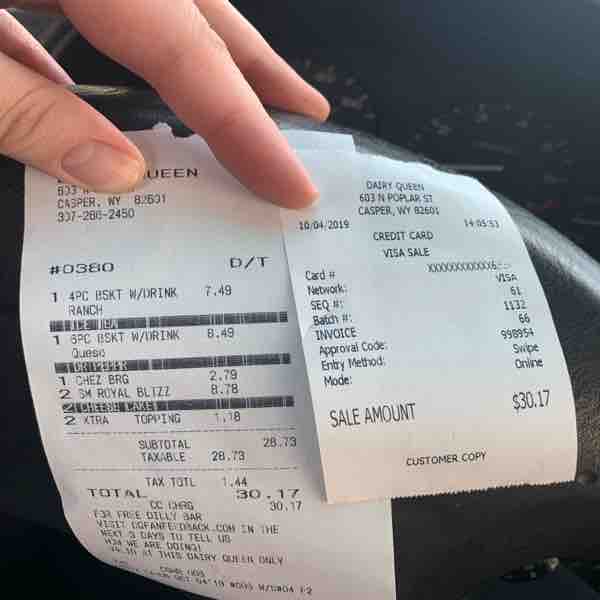 QUEEN
CASPER, WY 82601
307-266-2450
#0380 D/T
1 4PC BSKT W/DRINK 7.49
RANCH
1 6PC BSKT W/DRINK 8.49
Queso
DR PEPPER
1 CHEZ BRG 2.79
2 SM ROYAL BLIZZ 8.78
2 CHEESE CAKE
2 XTRA TOPPING 1.18
SUBTOTAL 28.73
TAXABLE 28.73
TAX TOTL 1.44
TOTAL 30.17
CC CHRG 30.17
FOR FREE DILLY BAR
VISIT DQFANFEEDBACK.COM IN THE
NEXT 3 DAYS TO TELL US
HOW WE ARE DOING!
AT THIS DAIRY QUEEN ONLY
DAIRY QUEEN
603 N POPLAR ST
CASPER, WY 82601
10/04/2019 14:05:53
CREDIT CARD
VISA SALE
Card # XXXXXXXXXXXX6
Network: VISA
SEQ #: 61
Batch #: 1132
INVOICE 66
Approval Code: 998954
Entry Method: Swipe
Mode: Online
SALE AMOUNT $30.17
CUSTOMER COPY